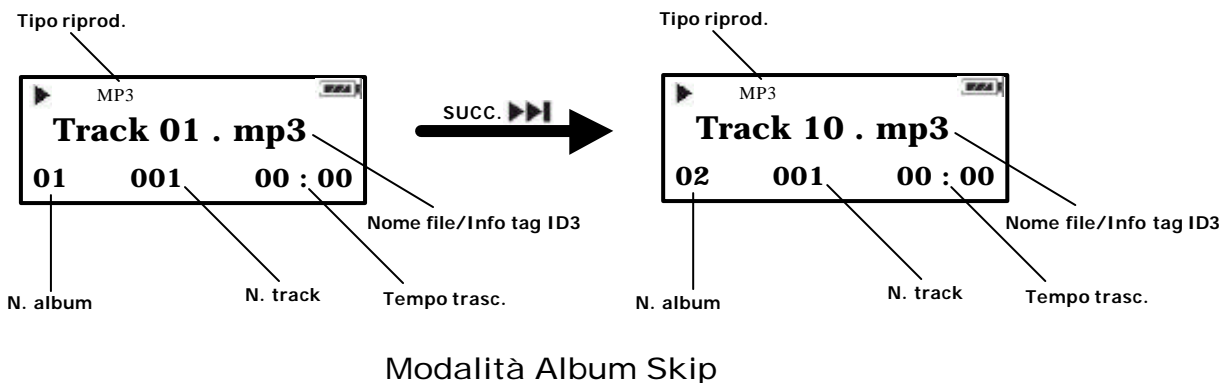 Tipo riprod.
MP3
Track 01 . mp3
01 001 00 : 00
Nome file/Info tag ID3
N. album
N. track
Tempo trasc.
SUCC.
Tipo riprod.
MP3
Track 10 . mp3
02 001 00 : 00
Nome file/Info tag ID3
N. album
N. track
Tempo trasc.
Modalità Album Skip